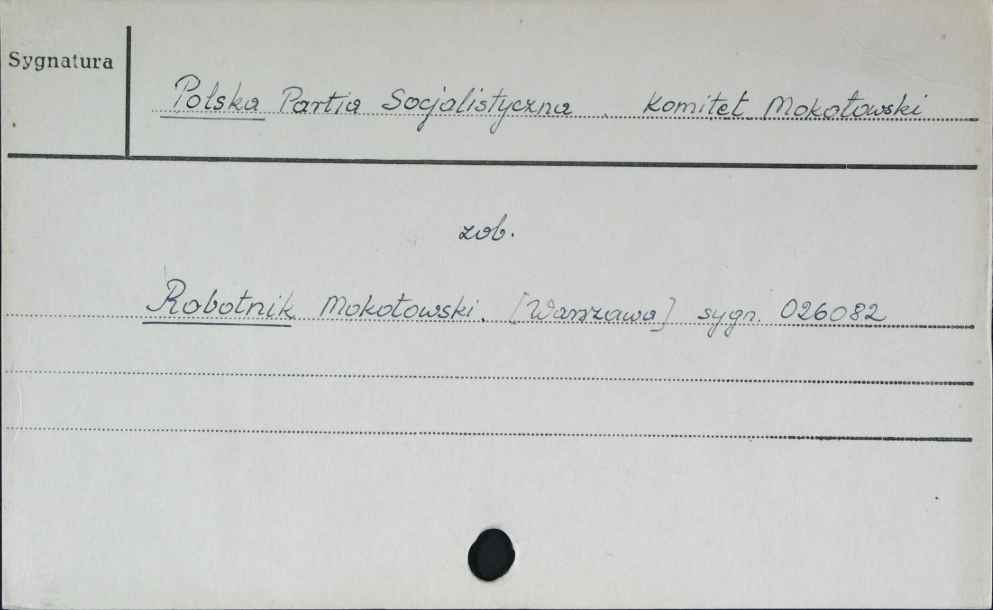 Sygnatura
Polska Partia Socjalistyczna. Komitet Mokotowski
zob.
Robotnik Mokotowski. [Warszawa] sygn. 026082